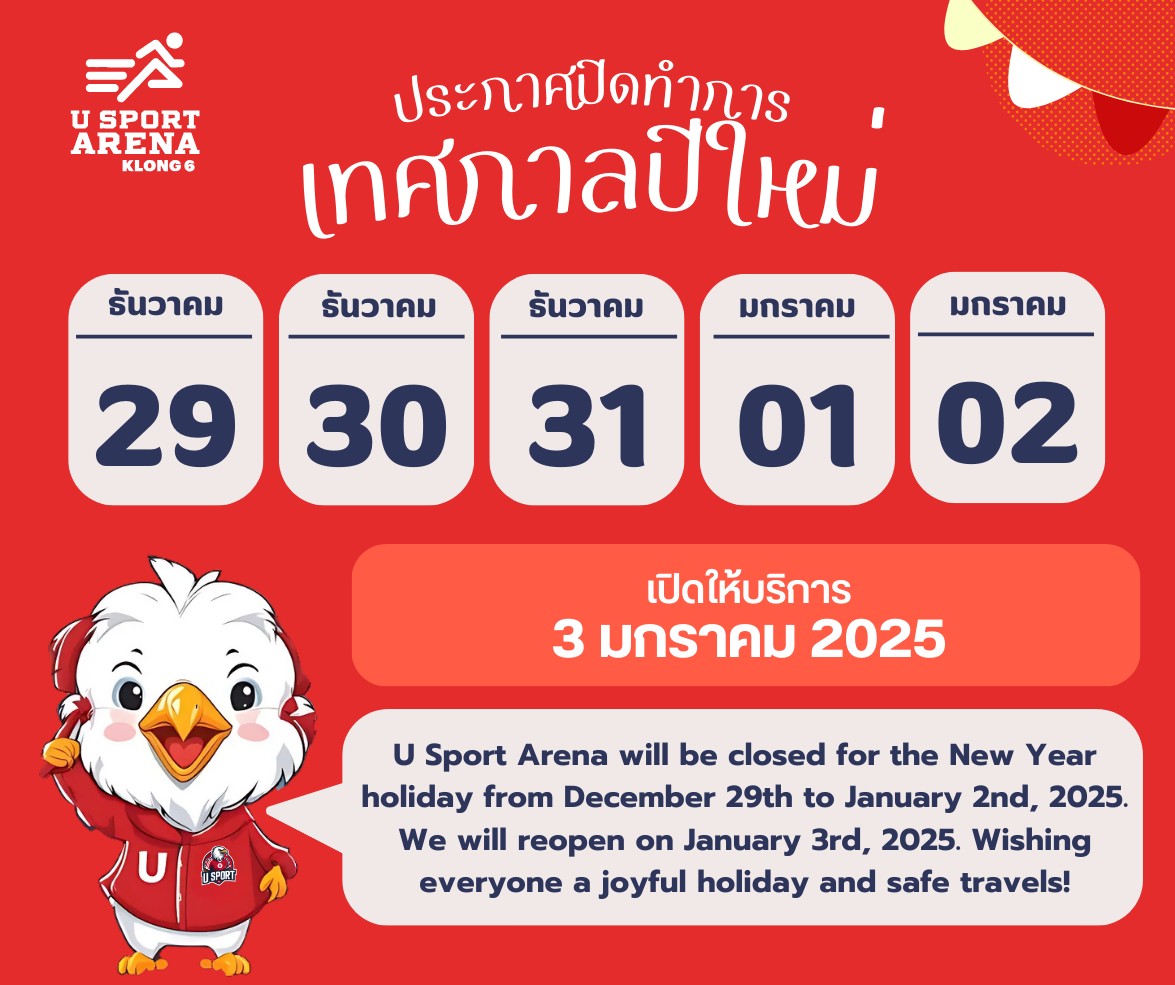 U SPORT
ARENA
KLONG 6
ประกาศปิดทำการ
เทศกาลปีใหม่
ธันวาคม
29
ธันวาคม
30
ธันวาคม
31
มกราคม
01
มกราคม
02
เปิดให้บริการ
3 มกราคม 2025
U Sport Arena will be closed for the New Year
holiday from December 29th to January 2nd, 2025.
We will reopen on January 3rd, 2025. Wishing
everyone a joyful holiday and safe travels!
U
U SPORT